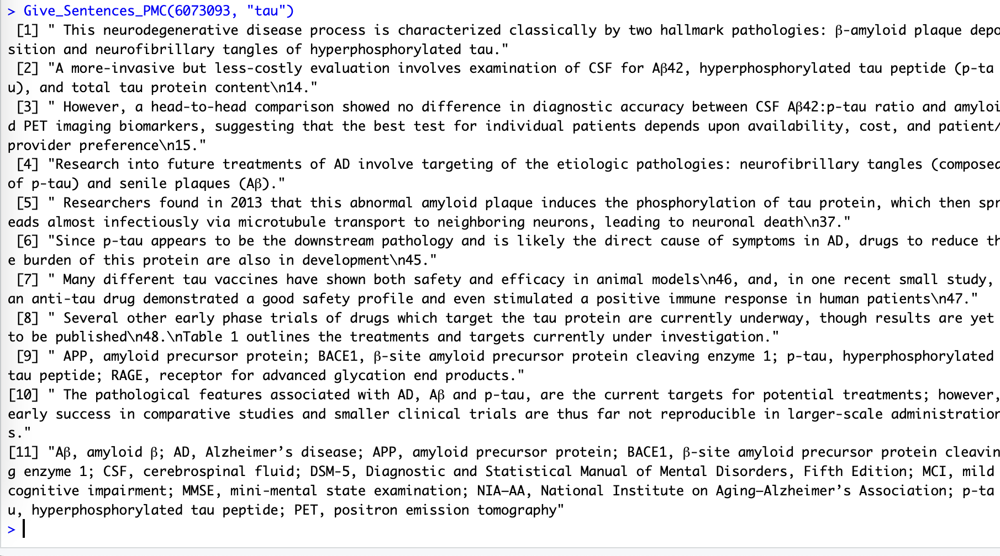 > Give_Sentences_PMC(6073093, "tau")
[1] " This neurodegenerative disease process is characterized classically by two hallmark pathologies: β-amyloid plaque depo
sition and neurofibrillary tangles of hyperphosphorylated tau."
[2] "A more-invasive but less-costly evaluation involves examination of CSF for Aβ42, hyperphosphorylated tau peptide (p-ta
u), and total tau protein content\n14."
[3] " However, a head-to-head comparison showed no difference in diagnostic accuracy between CSF Aβ42:p-tau ratio and amyloi
d PET imaging biomarkers, suggesting that the best test for individual patients depends upon availability, cost, and patient/
provider preference\n15."
[4] "Research into future treatments of AD involve targeting of the etiologic pathologies: neurofibrillary tangles (composed
of p-tau) and senile plaques (Aβ)."
[5] " Researchers found in 2013 that this abnormal amyloid plaque induces the phosphorylation of tau protein, which then spr
eads almost infectiously via microtubule transport to neighboring neurons, leading to neuronal death\n37."
[6] "Since p-tau appears to be the downstream pathology and is likely the direct cause of symptoms in AD, drugs to reduce th
e burden of this protein are also in development\n45."
[7] " Many different tau vaccines have shown both safety and efficacy in animal models\n46, and, in one recent small study,
an anti-tau drug demonstrated a good safety profile and even stimulated a positive immune response in human patients\n47."
[8] " Several other early phase trials of drugs which target the tau protein are currently underway, though results are yet
to be published\n48.\nTable 1 outlines the treatments and targets currently under investigation."
[9] " APP, amyloid precursor protein; BACE1, β-site amyloid precursor protein cleaving enzyme 1; p-tau, hyperphosphorylated
tau peptide; RAGE, receptor for advanced glycation end products."
[10] " The pathological features associated with AD, Aβ and p-tau, are the current targets for potential treatments; however,
early success in comparative studies and smaller clinical trials are thus far not reproducible in larger-scale administration
s."
[11] "Aβ, amyloid β; AD, Alzheimer’s disease; APP, amyloid precursor protein; BACE1, β-site amyloid precursor protein cleavin
g enzyme 1; CSF, cerebrospinal fluid; DSM-5, Diagnostic and Statistical Manual of Mental Disorders, Fifth Edition; MCI, mild
cognitive impairment; MMSE, mini-mental state examination; NIA–AA, National Institute on Aging–Alzheimer’s Association; p-ta
u, hyperphosphorylated tau peptide; PET, positron emission tomography"
>